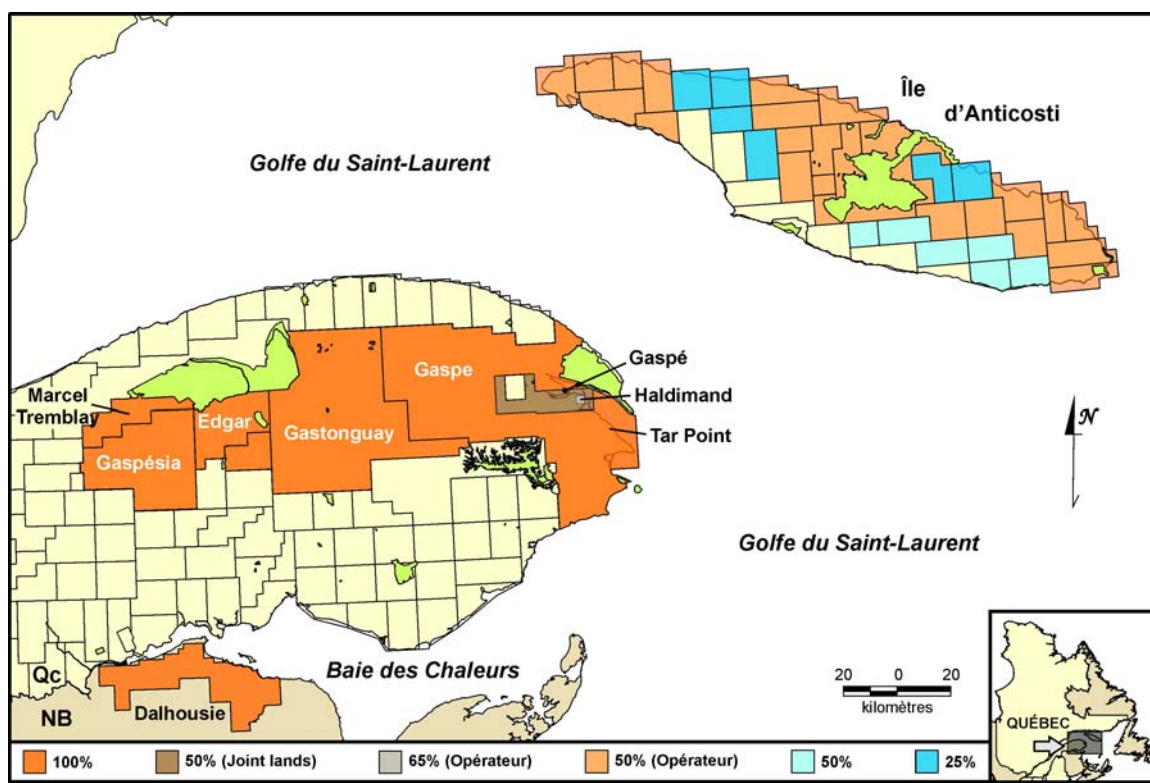 Île
d'Anticosti
Golfe du Saint-Laurent
Gaspe
Gaspé
Haldimand
Marcel
Tremblay
Edgar
Gastonguay
Tar Point
Gaspésia
N
Golfe du Saint-Laurent
Baie des Chaleurs
Qc
NB
Dalhousie
20 0 20
kilomètres
QUÉBEC
100% 50% (Joint lands) 65% (Opérateur) 50% (Opérateur) 50% 25%